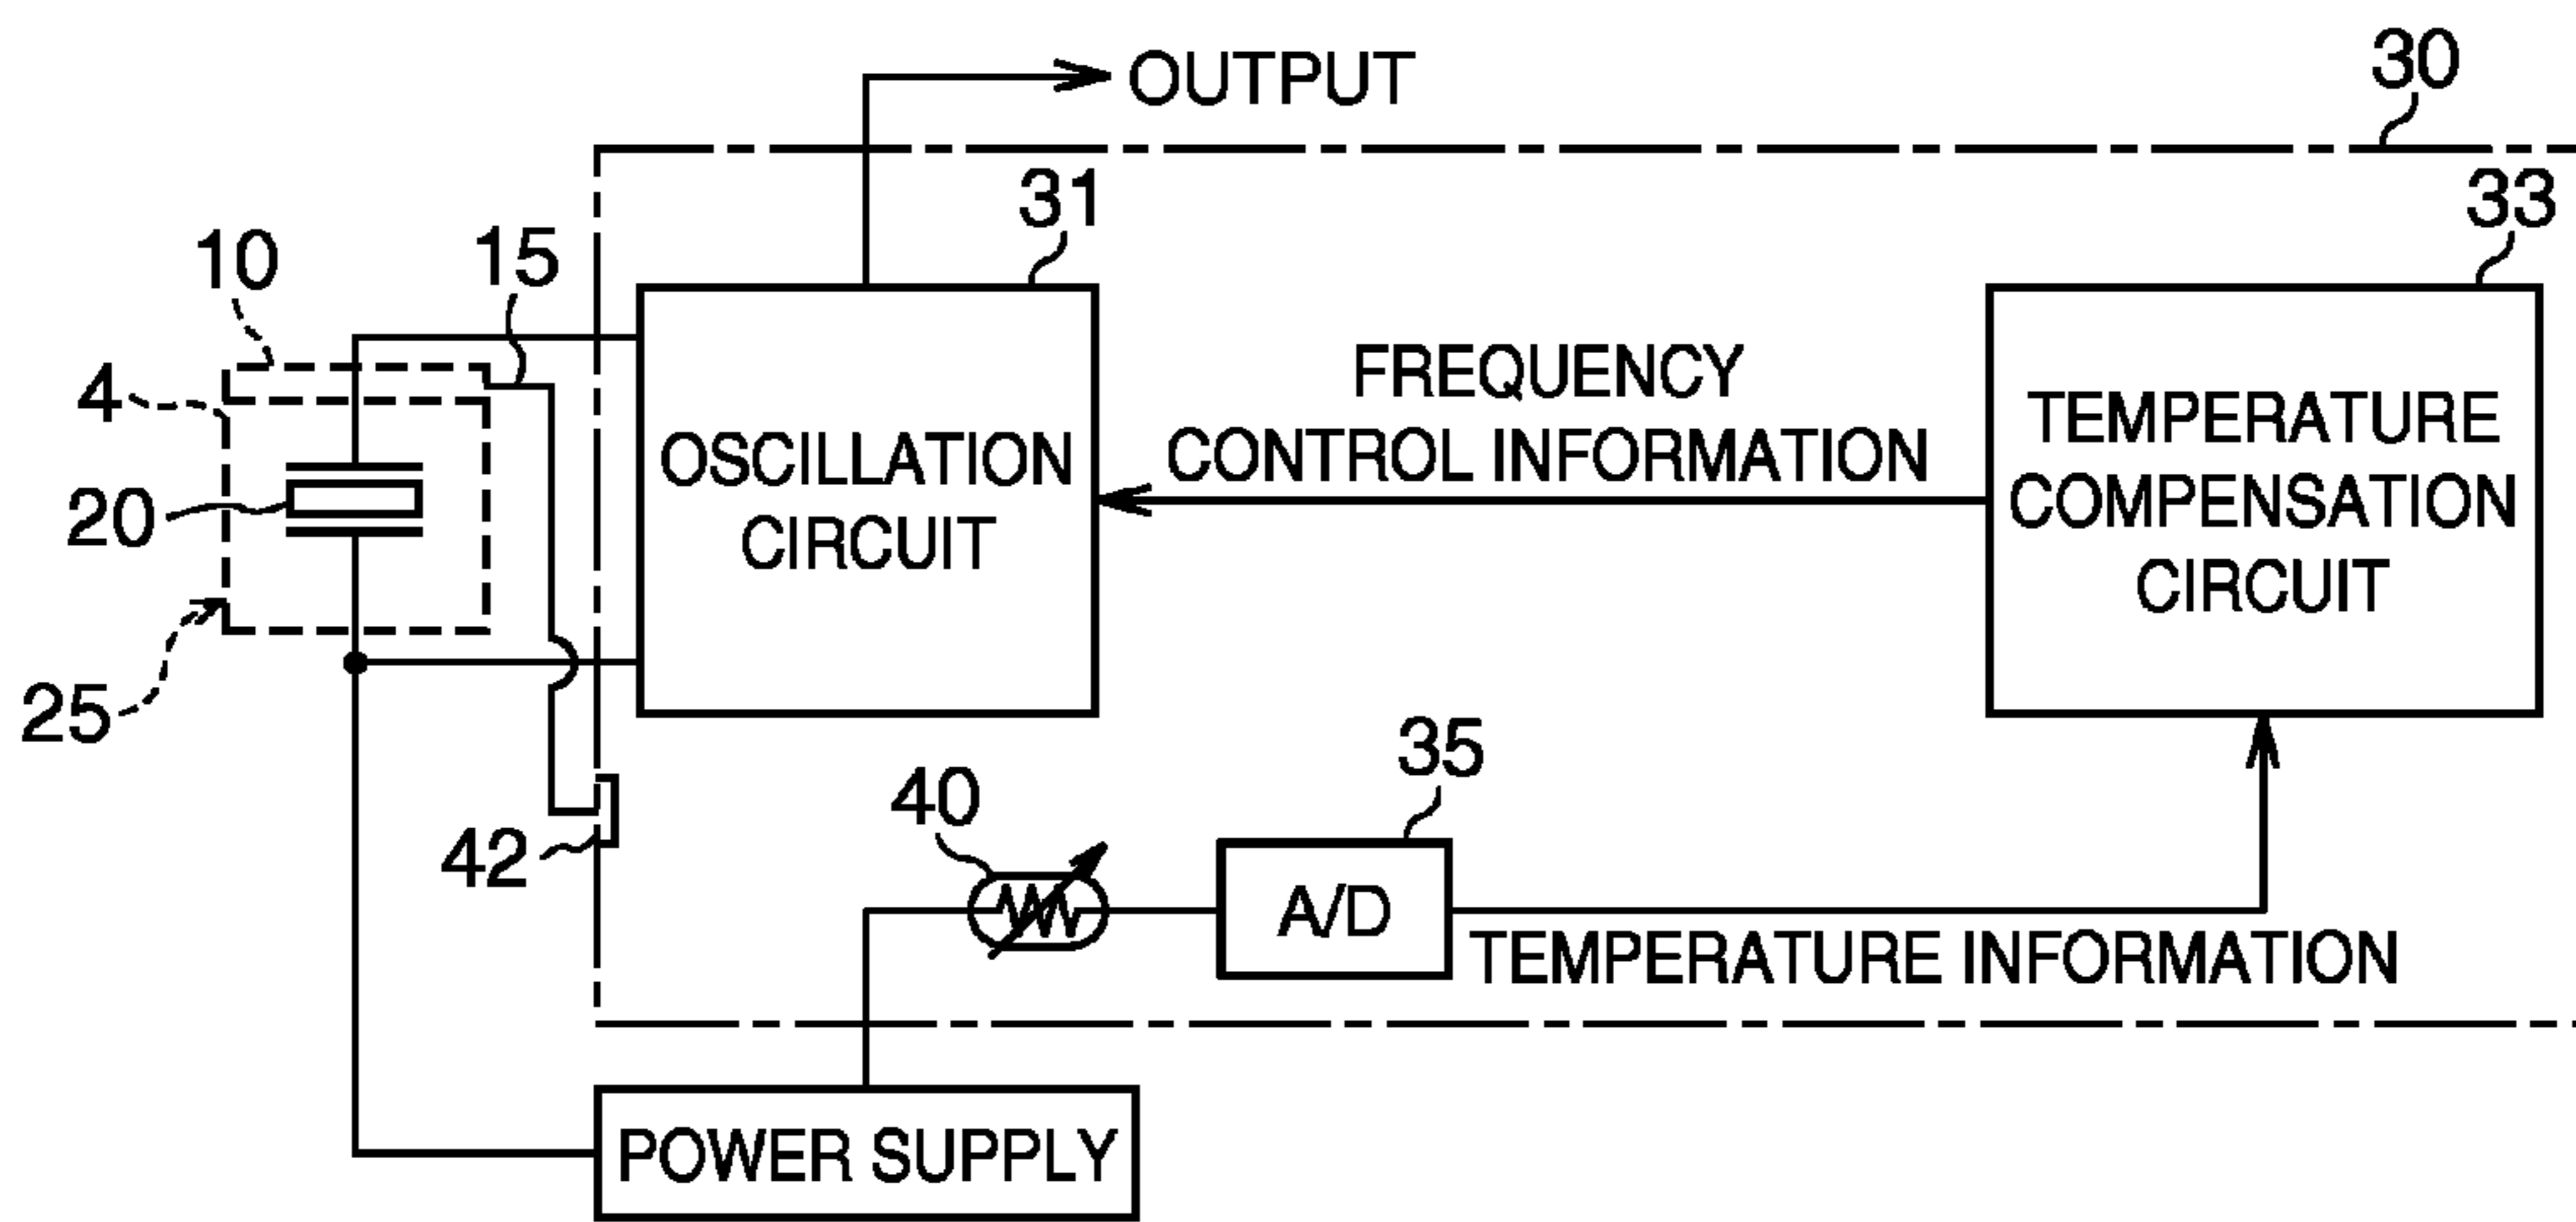 OUTPUT
30
31
33
10
15
4
20
25
OSCILLATION
CIRCUIT
FREQUENCY
CONTROL INFORMATION
TEMPERATURE
COMPENSATION
CIRCUIT
35
40
42
A/D
TEMPERATURE INFORMATION
POWER SUPPLY